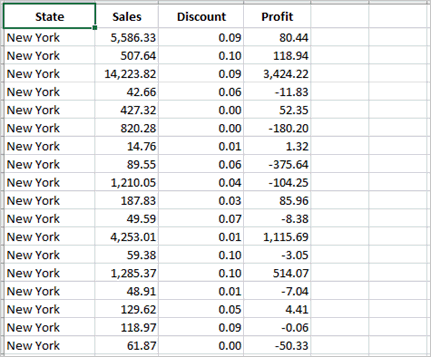 State Sales Discount Profit
New York 5,586.33 0.09 80.44
New York 507.64 0.10 118.94
New York 14,223.82 0.09 3,424.22
New York 42.66 0.06 -11.83
New York 427.32 0.00 52.35
New York 820.28 0.00 -180.20
New York 14.76 0.01 1.32
New York 89.55 0.06 -375.64
New York 1,210.05 0.04 -104.25
New York 187.83 0.03 85.96
New York 49.59 0.07 -8.38
New York 4,253.01 0.01 1,115.69
New York 59.38 0.10 -3.05
New York 1,285.37 0.10 514.07
New York 48.91 0.01 -7.04
New York 129.62 0.05 4.41
New York 118.97 0.09 -0.06
New York 61.87 0.00 -50.33